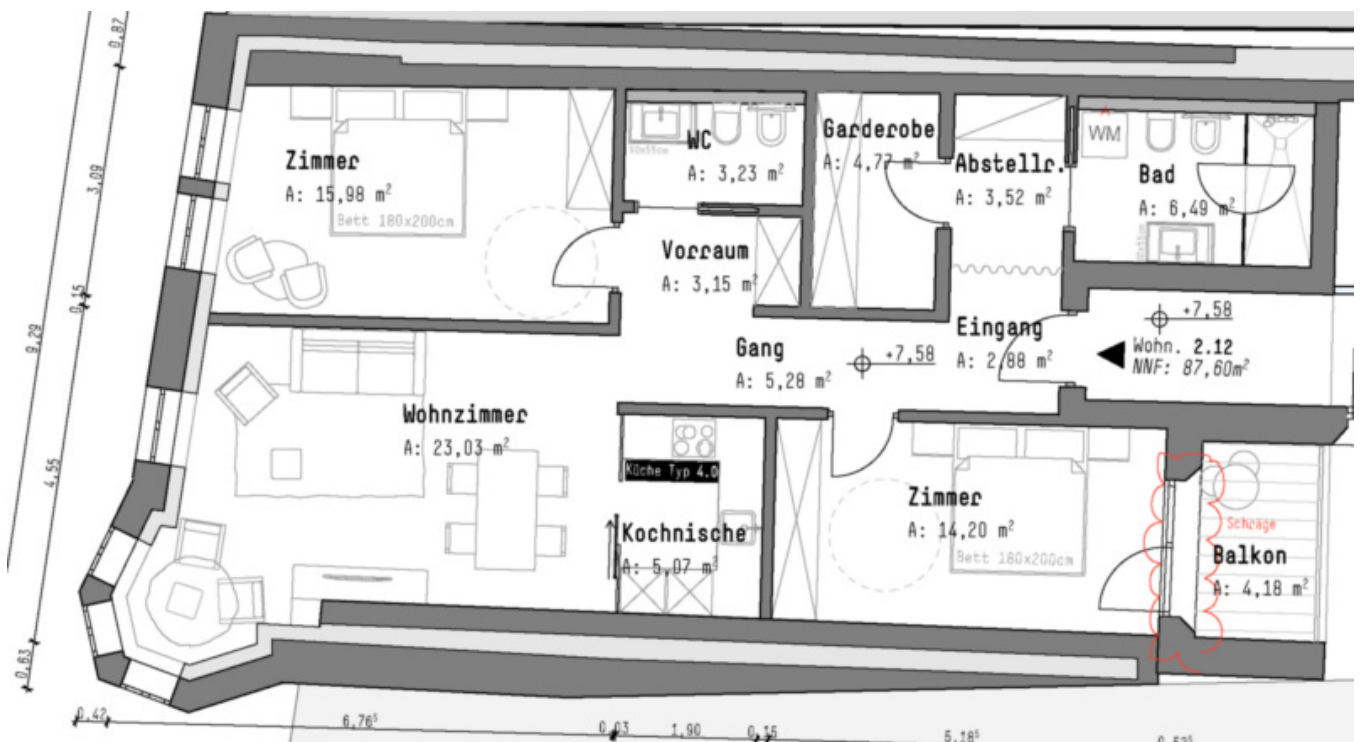 0,87
3,09
0,15
9,29
4,55
0,63
Zimmer
A: 15,98 m²
Bett 180x200cm
WC
A: 3,23 m²
Garderobe
A: 4,77 m²
Abstellr.
A: 3,52 m²
WM
Bad
A: 6,49 m²
Vorraum
A: 3,15 m²
Gang
A: 5,28 m²
+7,58
Eingang
A: 2,88 m²
+7,58
Wohn. 2.12
NNF: 87,60m²
Wohnzimmer
A: 23,03 m²
Küche Typ 4.0
Kochnische
A: 5,07 m²
Zimmer
A: 14,20 m²
Bett 180x200cm
Schräge
Balkon
A: 4,18 m²
0,42
6,76⁵
0,03
1,90
0,15
5,18⁵